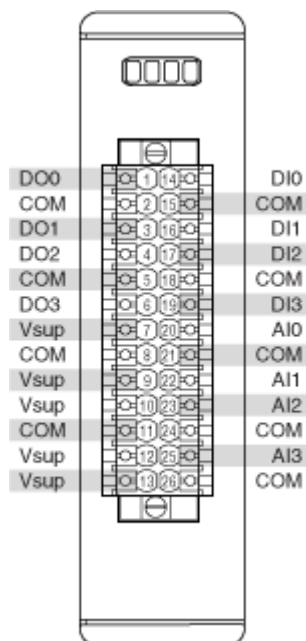 DO0 1 14 DI0
COM 2 15 COM
DO1 3 16 DI1
DO2 4 17 DI2
COM 5 18 COM
DO3 6 19 DI3
Vsup 7 20 AI0
COM 8 21 COM
Vsup 9 22 AI1
Vsup 10 23 AI2
COM 11 24 COM
Vsup 12 25 AI3
Vsup 13 26 COM